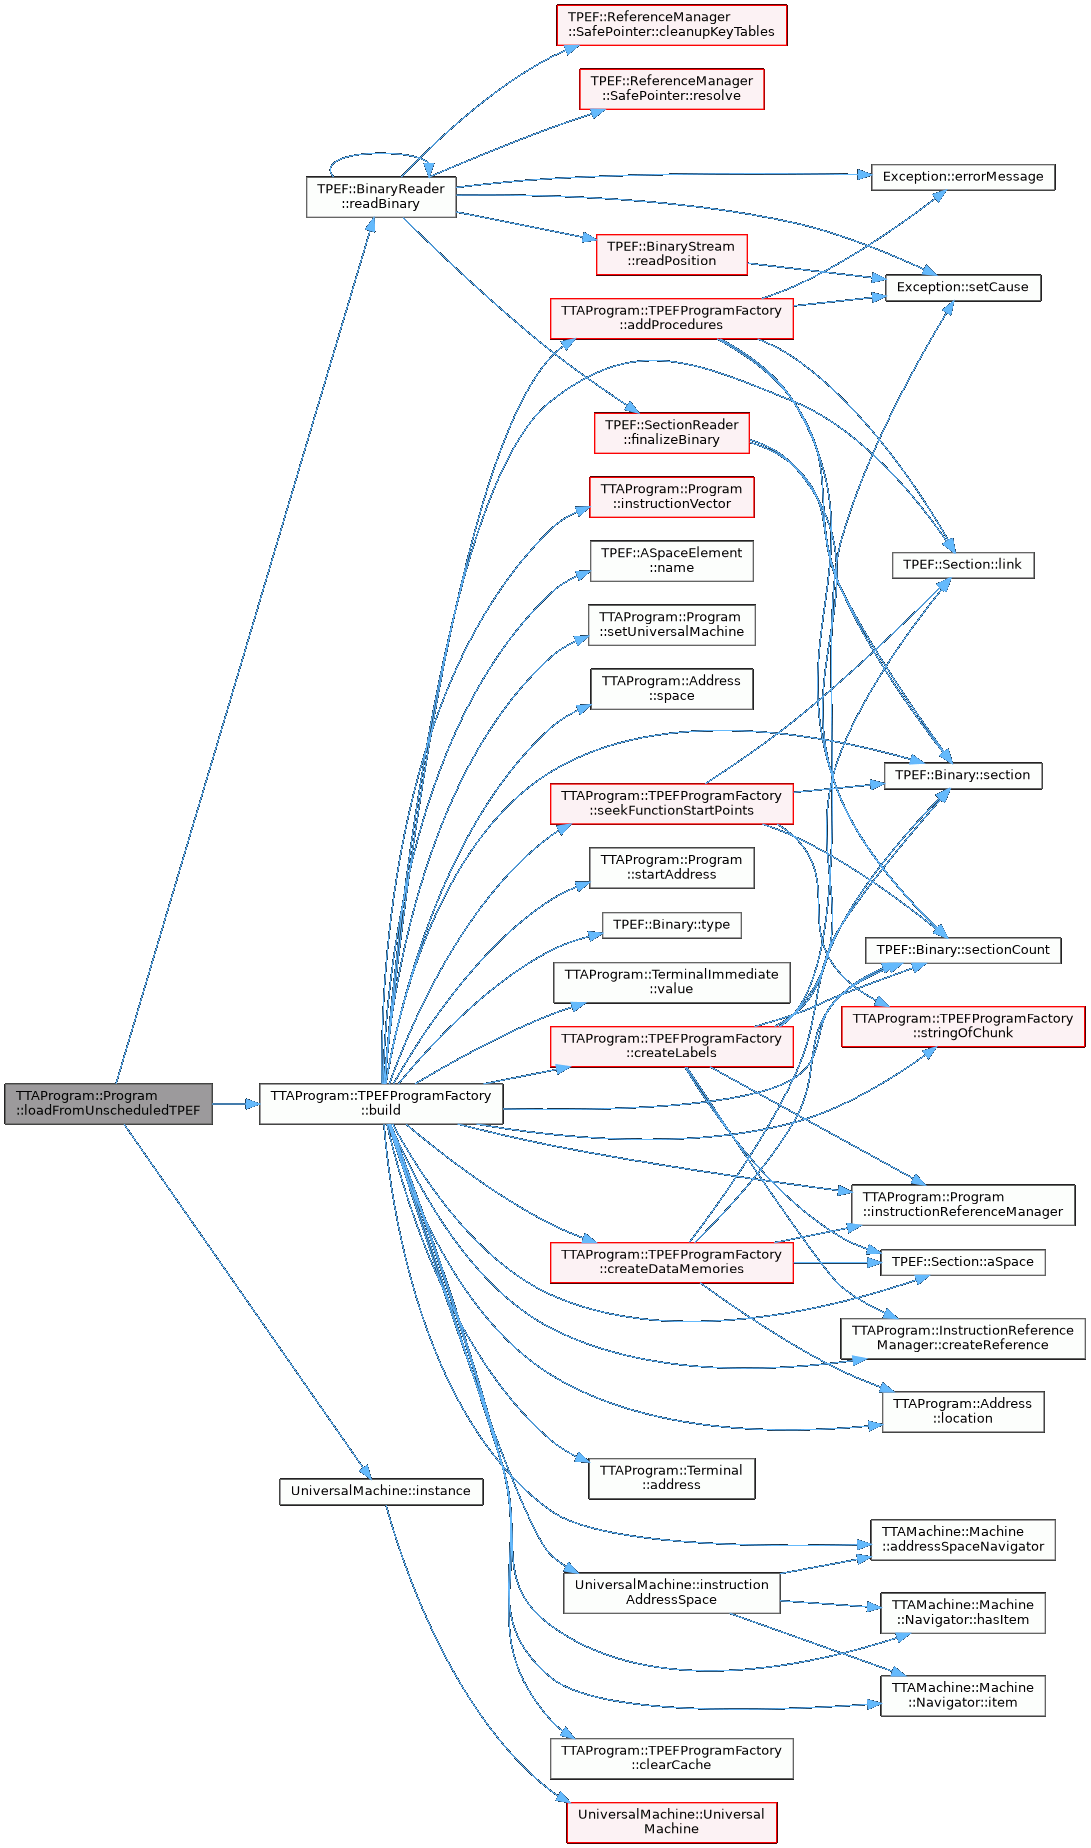 TPEF::ReferenceManager
::SafePointer::cleanupKeyTables
TPEF::ReferenceManager
::SafePointer::resolve
Exception::errorMessage
TPEF::BinaryReader
::readBinary
TPEF::BinaryStream
::readPosition
Exception::setCause
TTAProgram::TPEFProgramFactory
::addProcedures
TPEF::SectionReader
::finalizeBinary
TTAProgram::Program
::instructionVector
TPEF::ASpaceElement
::name
TPEF::Section::link
TTAProgram::Program
::setUniversalMachine
TTAProgram::Address
::space
TPEF::Binary::section
TTAProgram::TPEFProgramFactory
::seekFunctionStartPoints
TTAProgram::Program
::startAddress
TPEF::Binary::type
TPEF::Binary::sectionCount
TTAProgram::TerminalImmediate
::value
TTAProgram::TPEFProgramFactory
::stringOfChunk
TTAProgram::TPEFProgramFactory
::createLabels
TTAProgram::Program
::loadFromUnscheduledTPEF
TTAProgram::TPEFProgramFactory
::build
TTAProgram::Program
::instructionReferenceManager
TTAProgram::TPEFProgramFactory
::createDataMemories
TPEF::Section::aSpace
TTAProgram::InstructionReference
Manager::createReference
TTAProgram::Address
::location
TTAProgram::Terminal
::address
UniversalMachine::instance
TTAMachine::Machine
::addressSpaceNavigator
UniversalMachine::instruction
AddressSpace
TTAMachine::Machine
::Navigator::hasItem
TTAMachine::Machine
::Navigator::item
TTAProgram::TPEFProgramFactory
::clearCache
UniversalMachine::Universal
Machine